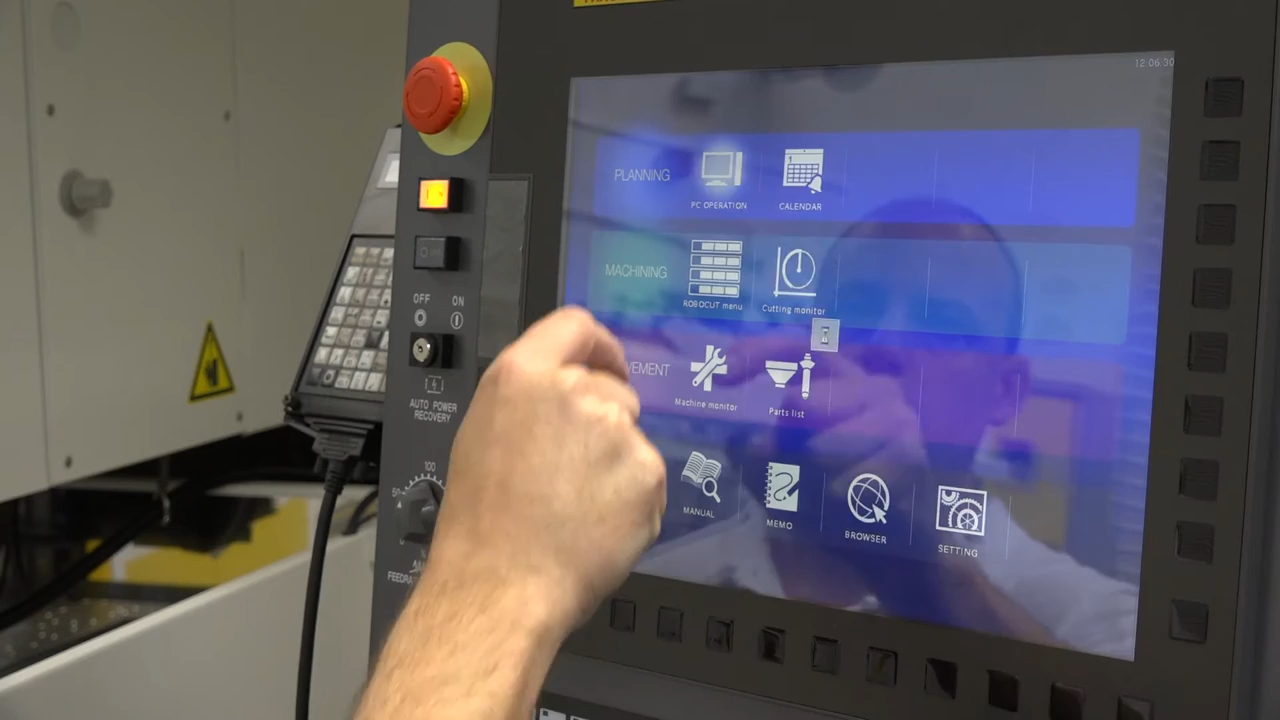 12:06:30
PLANNING
PC OPERATION
CALENDAR
MACHINING
ROBOCUT menu
Cutting monitor
Machine monitor
Parts list
MANUAL
MEMO
BROWSER
SETTING
OFF
ON
AUTO POWER
RECOVERY
100